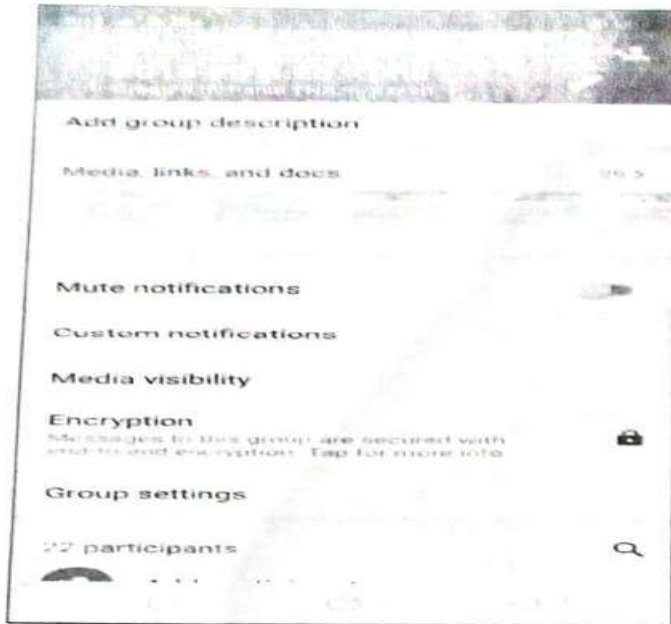 Add group description
Media, links, and docs
Mute notifications
Custom notifications
Media visibility
Encryption
Messages to this group are secured with
end-to-end encryption. Tap for more info.
Group settings
22 participants